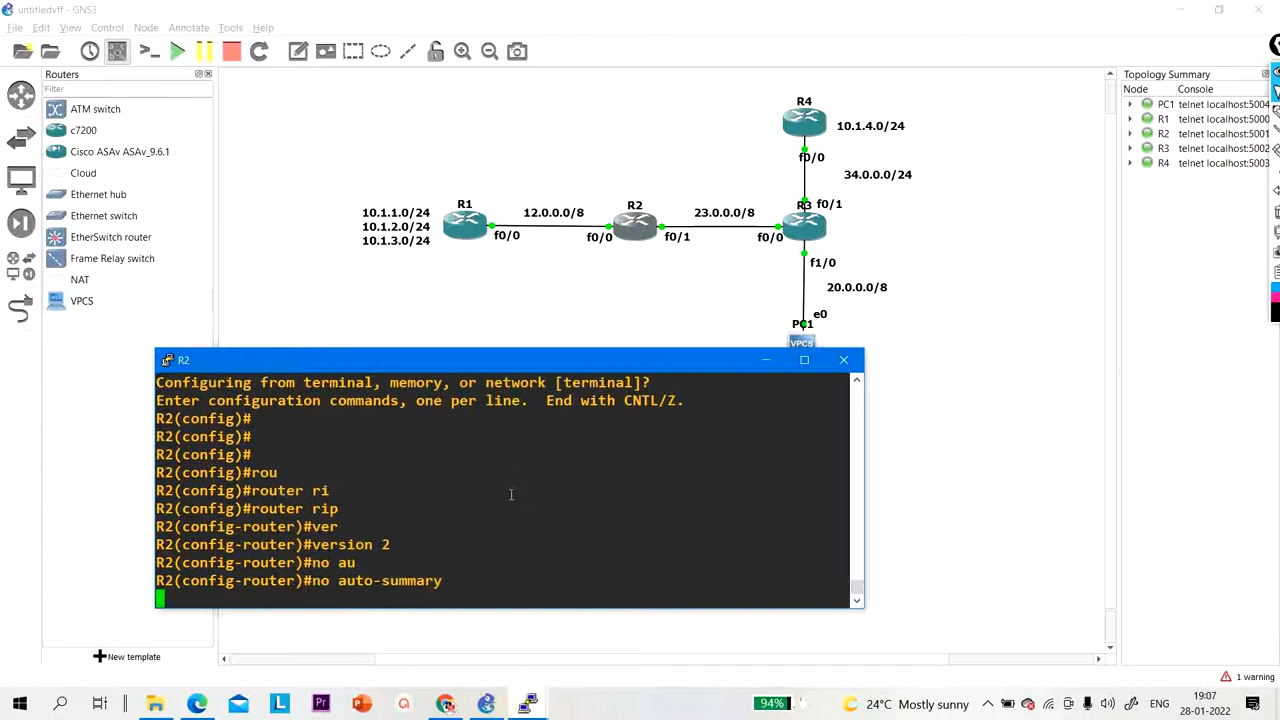 untitledvff - GNS3
File Edit View Control Node Annotate Tools Help
Routers
Filter
ATM switch
c7200
Cisco ASAv ASAv_9.6.1
Cloud
Ethernet hub
Ethernet switch
EtherSwitch router
Frame Relay switch
NAT
VPCS
New template
R4
10.1.4.0/24
f0/0
34.0.0.0/24
R3
f0/1
10.1.1.0/24
10.1.2.0/24
10.1.3.0/24
R1
f0/0
12.0.0.0/8
R2
f0/0
f0/1
23.0.0.0/8
f0/0
f1/0
20.0.0.0/8
e0
PC1
VPCS
Topology Summary
Node Console
PC1 telnet localhost:5004
R1 telnet localhost:5000
R2 telnet localhost:5001
R3 telnet localhost:5002
R4 telnet localhost:5003
R2
Configuring from terminal, memory, or network [terminal]?
Enter configuration commands, one per line. End with CNTL/Z.
R2(config)#
R2(config)#
R2(config)#
R2(config)#rou
R2(config)#router ri
R2(config)#router rip
R2(config-router)#ver
R2(config-router)#version 2
R2(config-router)#no au
R2(config-router)#no auto-summary
1 warning
94%
24°C Mostly sunny
ENG
19:07
28-01-2022